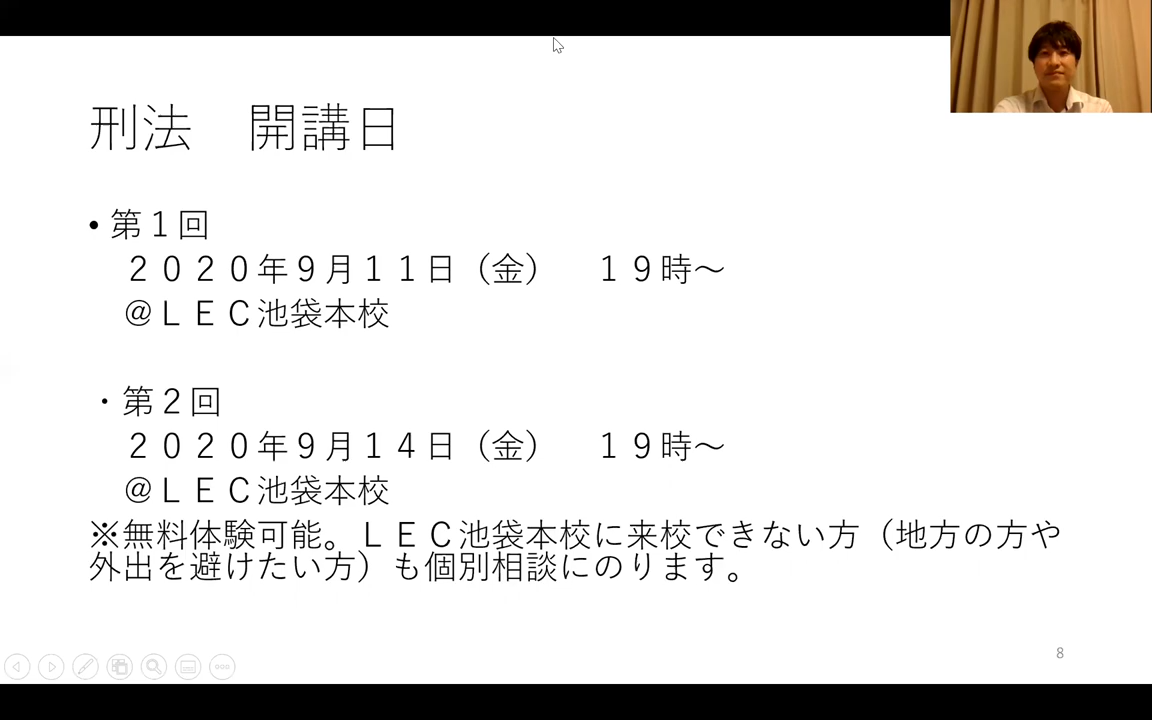 刑法　開講日
• 第１回
２０２０年９月１１日（金）　１９時～
＠ＬＥＣ池袋本校
・第２回
２０２０年９月１４日（金）　１９時～
＠ＬＥＣ池袋本校
※無料体験可能。ＬＥＣ池袋本校に来校できない方（地方の方や
外出を避けたい方）も個別相談にのります。
8